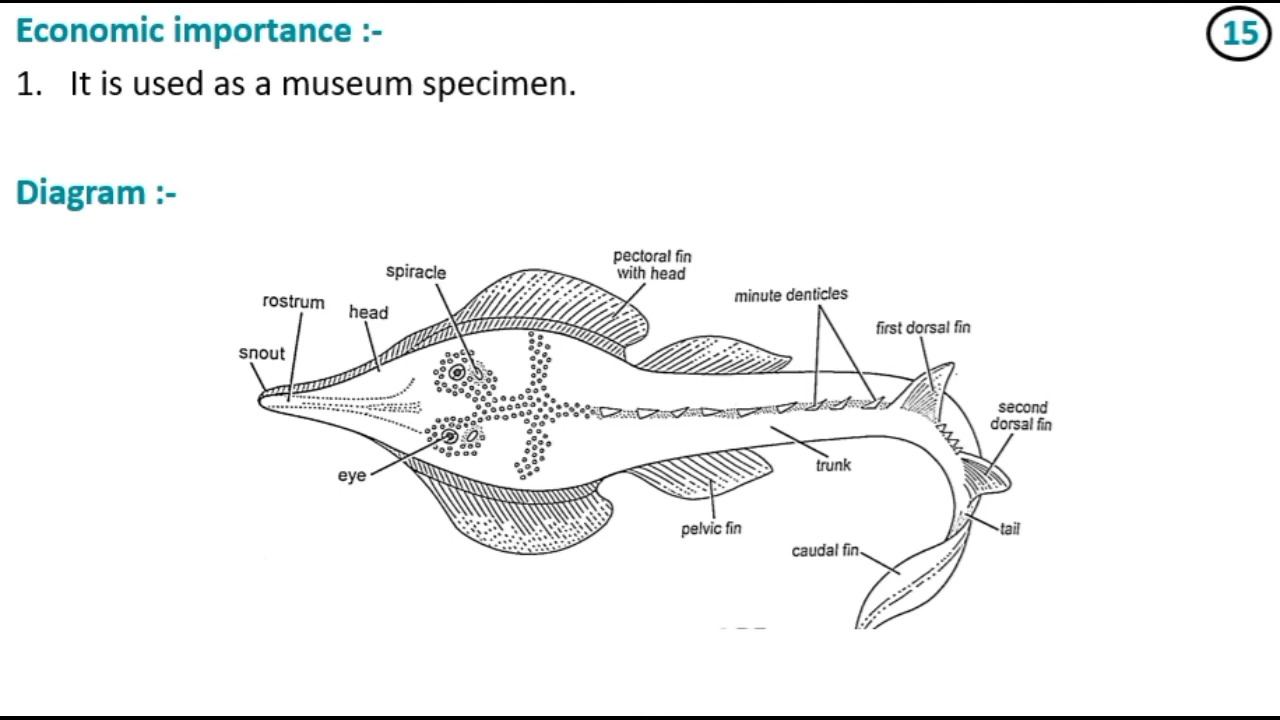 Economic importance :-
15
1. It is used as a museum specimen.
Diagram :-
pectoral fin
with head
spiracle
minute denticles
rostrum
head
first dorsal fin
snout
second
dorsal fin
eye
trunk
pelvic fin
tail
caudal fin